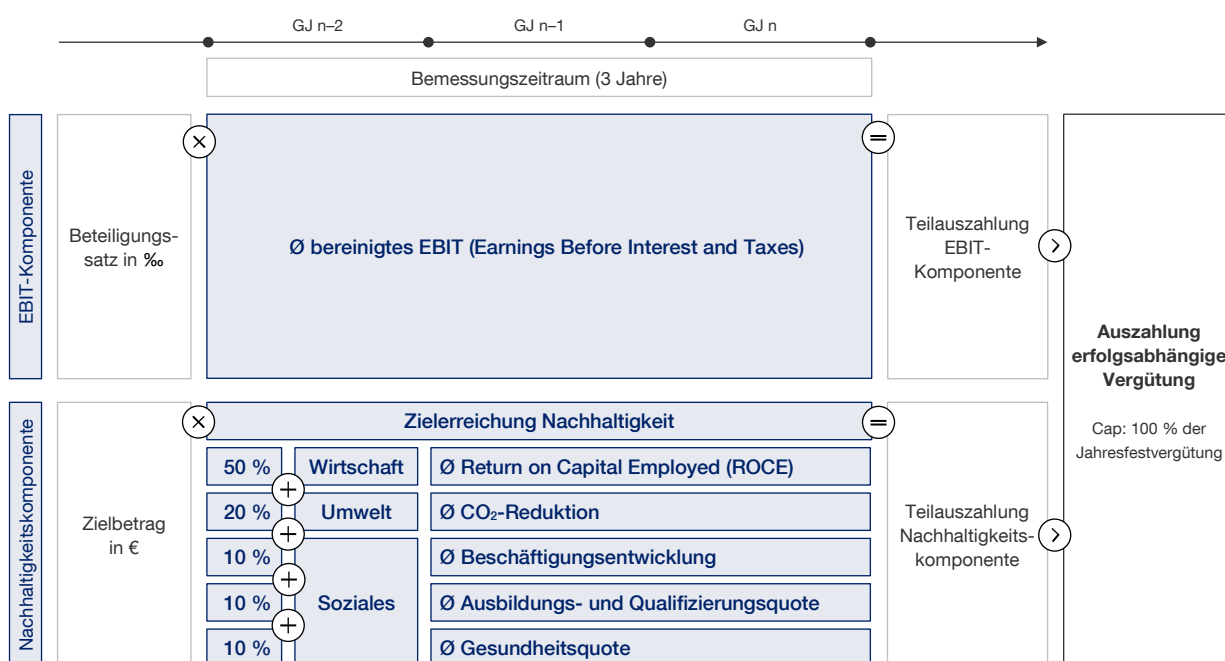 GJ n–2
GJ n–1
GJ n
Bemessungszeitraum (3 Jahre)
EBIT-Komponente
Beteiligungs-
satz in ‰
×
Ø bereinigtes EBIT (Earnings Before Interest and Taxes)
=
Teilauszahlung
EBIT-
Komponente
>
Auszahlung
erfolgsabhängige
Vergütung
Cap: 100 % der
Jahresfestvergütung
Nachhaltigkeitskomponente
Zielbetrag
in €
×
Zielerreichung Nachhaltigkeit
=
50 % Wirtschaft Ø Return on Capital Employed (ROCE)
+
20 % Umwelt Ø CO₂-Reduktion
+
10 % Ø Beschäftigungsentwicklung
+
10 % Soziales Ø Ausbildungs- und Qualifizierungsquote
+
10 % Ø Gesundheitsquote
Teilauszahlung
Nachhaltigkeits-
komponente
>